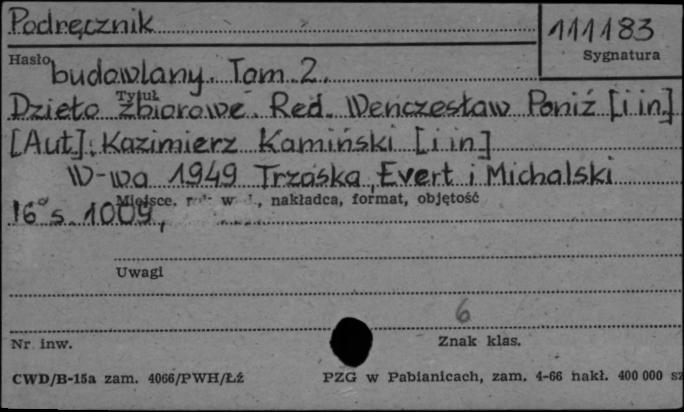 Podręcznik
111183
Hasło
Sygnatura
budowlany. Tom 2.
Tytuł
Dzieło zbiorowe. Red. Wenczesław Poniż [i in.]
[Aut]: Kazimierz Kamiński [i in]
W-wa 1949 Trzaska, Evert i Michalski
Miejsce, nakładca, format, objętość
16° s. 1009,
Uwagi
6
Nr inw.
Znak klas.
CWD/B-15a zam. 4066/PWH/Łź
PZG w Pabianicach, zam. 4-66 nakł. 400 000 sz